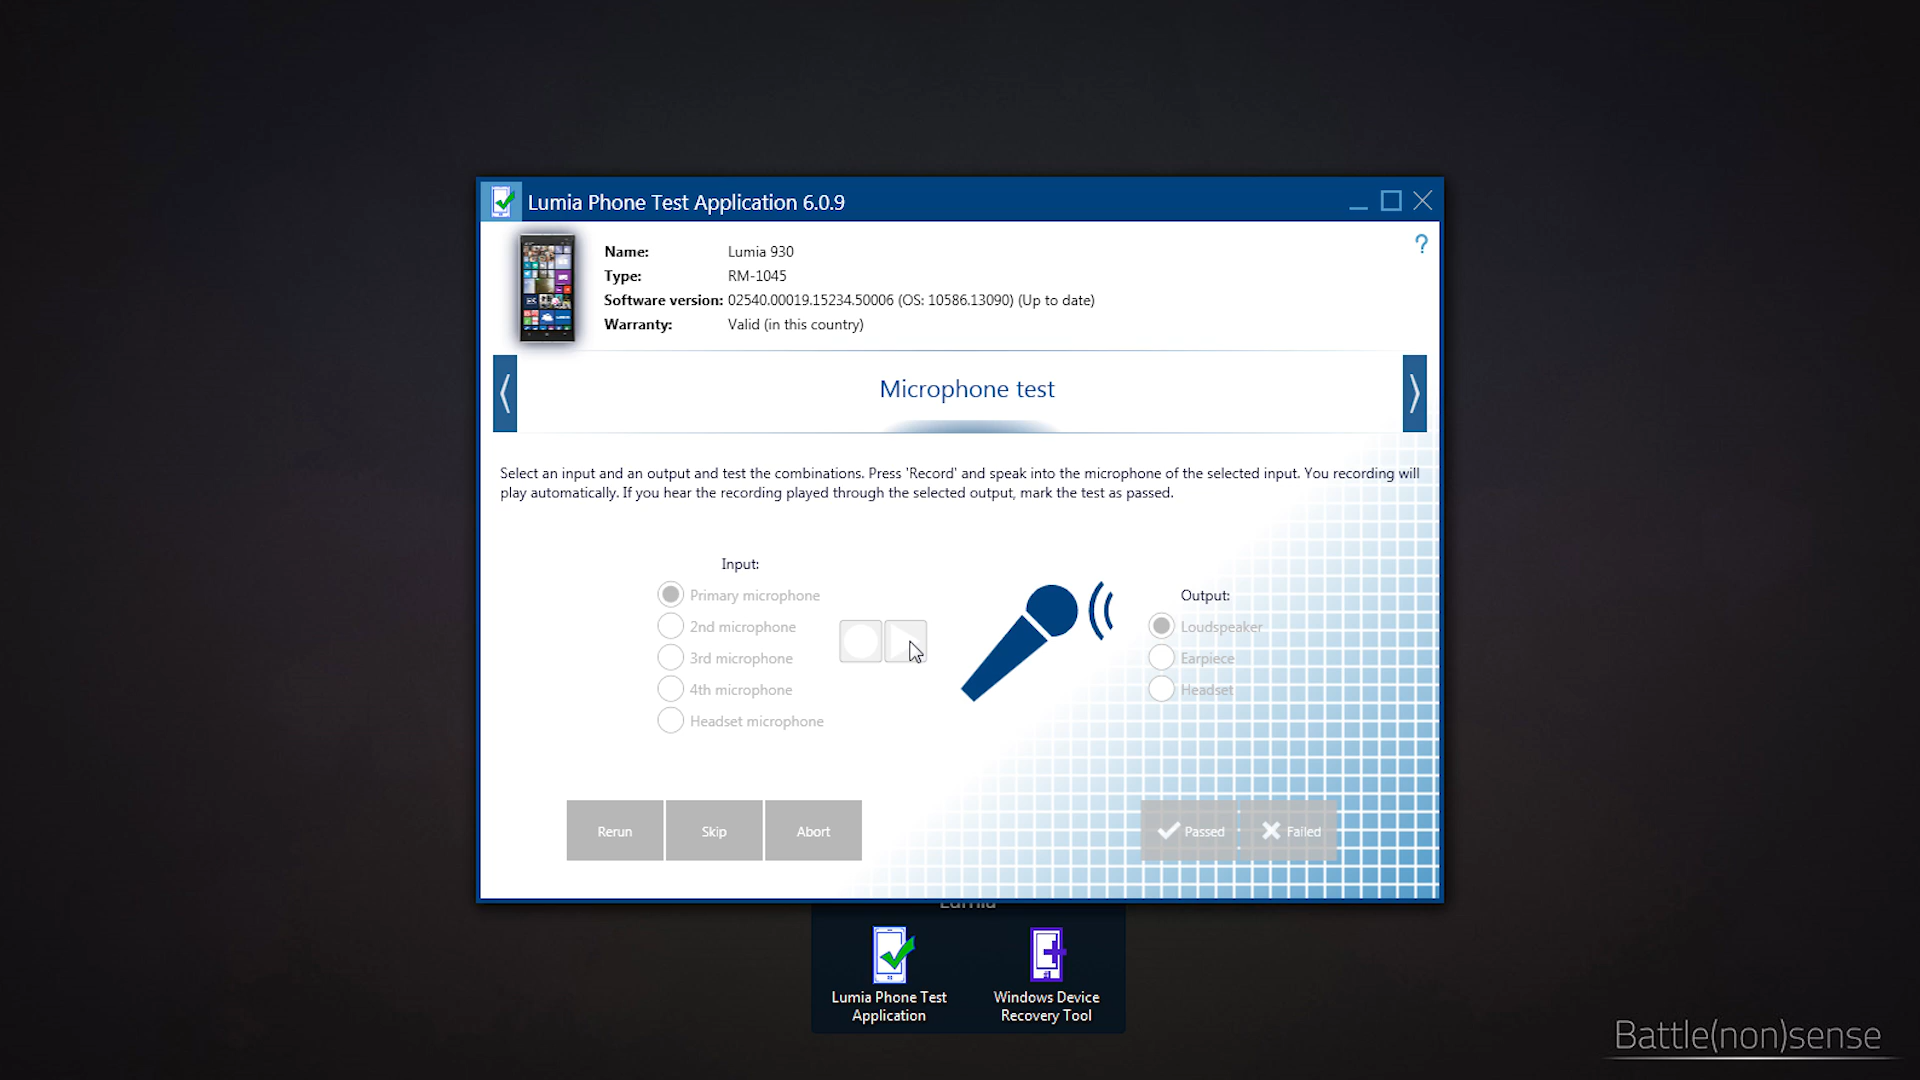 Lumia Phone Test Application 6.0.9
?
Name: Lumia 930
Type: RM-1045
Software version: 02540.00019.15234.50006 (OS: 10586.13090) (Up to date)
Warranty: Valid (in this country)
Microphone test
Select an input and an output and test the combinations. Press 'Record' and speak into the microphone of the selected input. You recording will
play automatically. If you hear the recording played through the selected output, mark the test as passed.
Input:
Primary microphone
2nd microphone
3rd microphone
4th microphone
Headset microphone
Output:
Loudspeaker
Earpiece
Headset
Rerun
Skip
Abort
Passed
Failed
Lumia
Lumia Phone Test
Application
Windows Device
Recovery Tool
Battle(non)sense